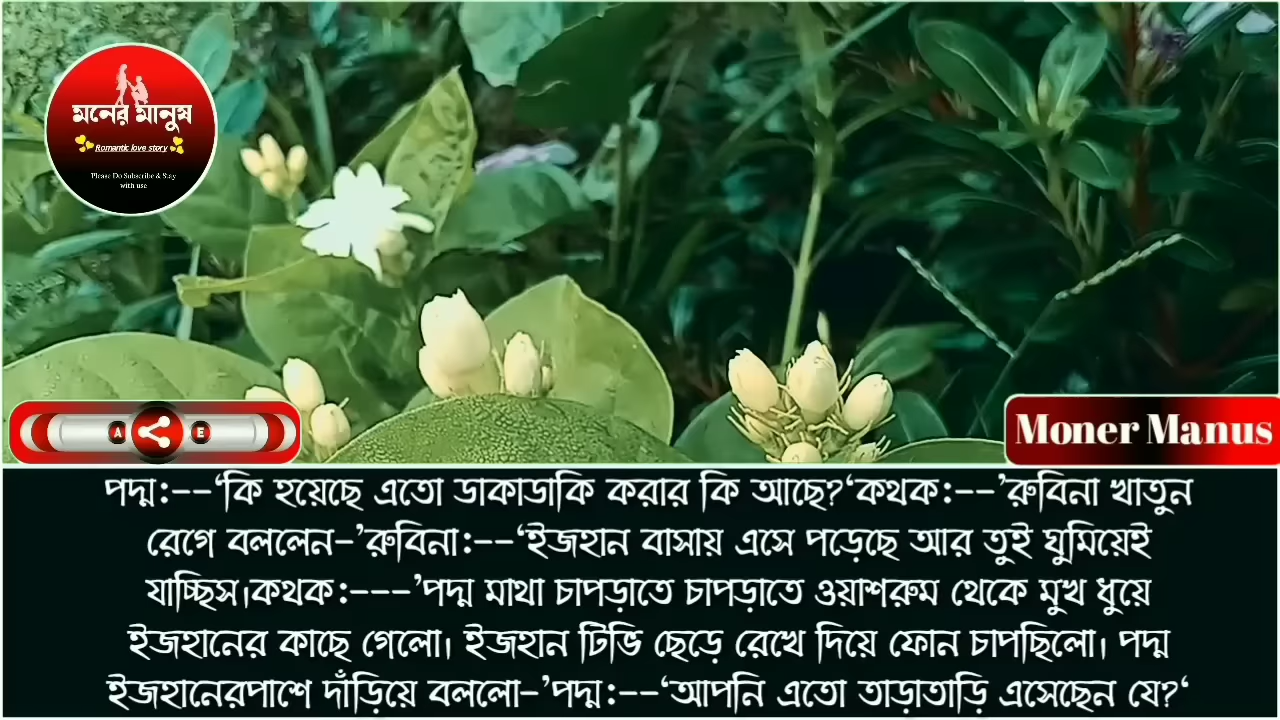 মনের মানুষ
Romantic love story
Please Do Subscribe & Stay
with use
A
E
Moner Manus
পদ্ম:--‘কি হয়েছে এতো ডাকাডাকি করার কি আছে?‘কথক:--’রুবিনা খাতুন
রেগে বললেন-’রুবিনা:--‘ইজহান বাসায় এসে পড়েছে আর তুই ঘুমিয়েই
যাচ্ছিস।কথক:---’পদ্ম মাথা চাপড়াতে চাপড়াতে ওয়াশরুম থেকে মুখ ধুয়ে
ইজহানের কাছে গেলো। ইজহান টিভি ছেড়ে রেখে দিয়ে ফোন চাপছিলো। পদ্ম
ইজহানেরপাশে দাঁড়িয়ে বললো-’পদ্ম:--‘আপনি এতো তাড়াতাড়ি এসেছেন যে?‘